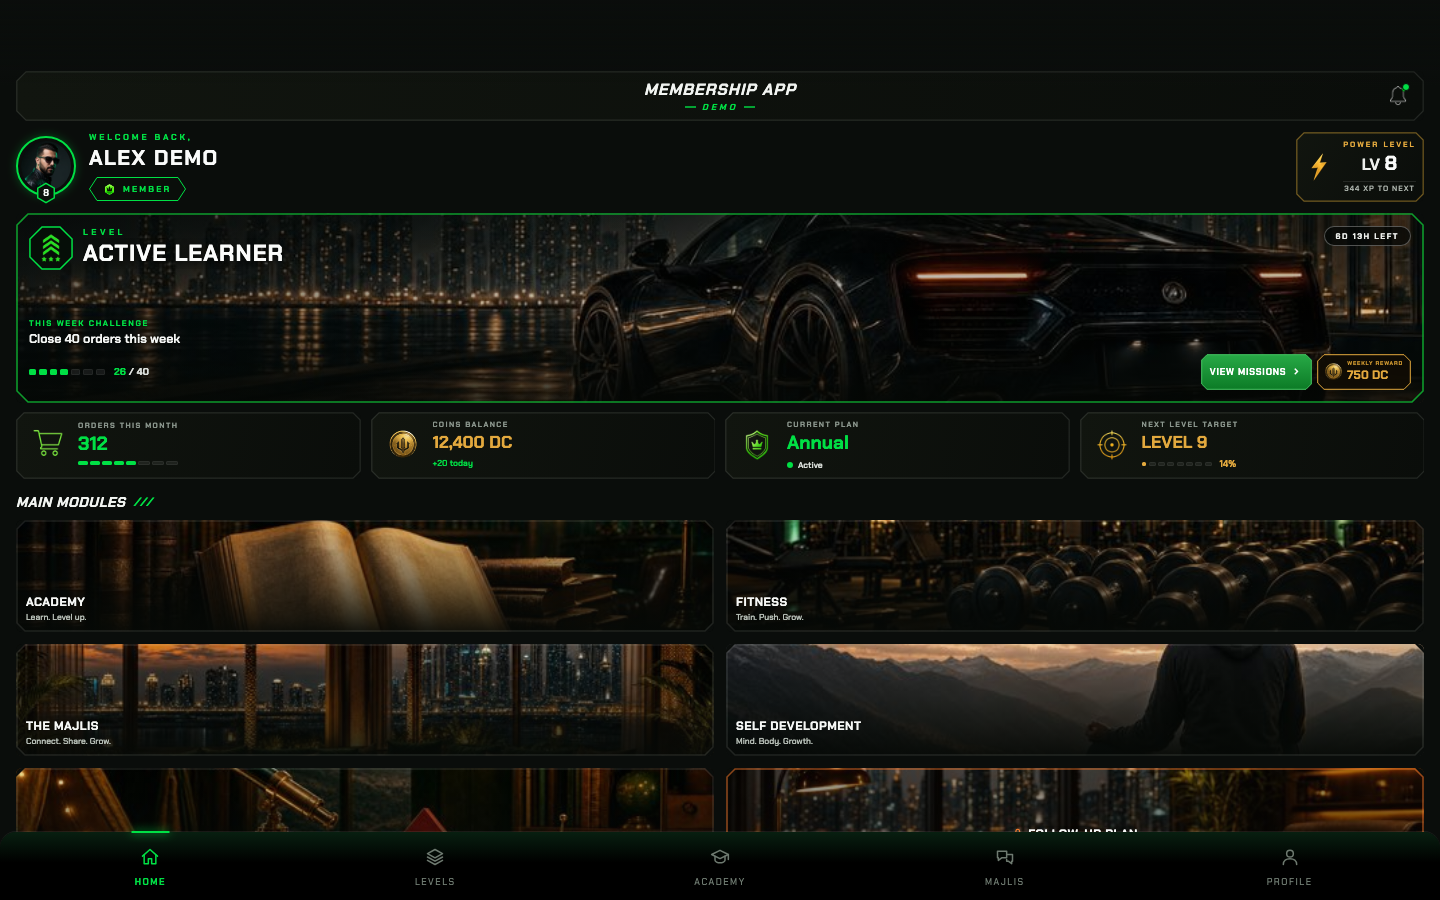 MEMBERSHIP APP
DEMO
WELCOME BACK,
ALEX DEMO
MEMBER
8
POWER LEVEL
LV 8
344 XP TO NEXT
LEVEL
ACTIVE LEARNER
6D 13H LEFT
THIS WEEK CHALLENGE
Close 40 orders this week
26 / 40
VIEW MISSIONS
WEEKLY REWARD
750 DC
ORDERS THIS MONTH
312
COINS BALANCE
12,400 DC
+20 today
CURRENT PLAN
Annual
Active
NEXT LEVEL TARGET
LEVEL 9
14%
MAIN MODULES ///
ACADEMY
Learn. Level up.
FITNESS
Train. Push. Grow.
THE MAJLIS
Connect. Share. Grow.
SELF DEVELOPMENT
Mind. Body. Growth.
FOLLOW-UP PLAN
HOME
LEVELS
ACADEMY
MAJLIS
PROFILE